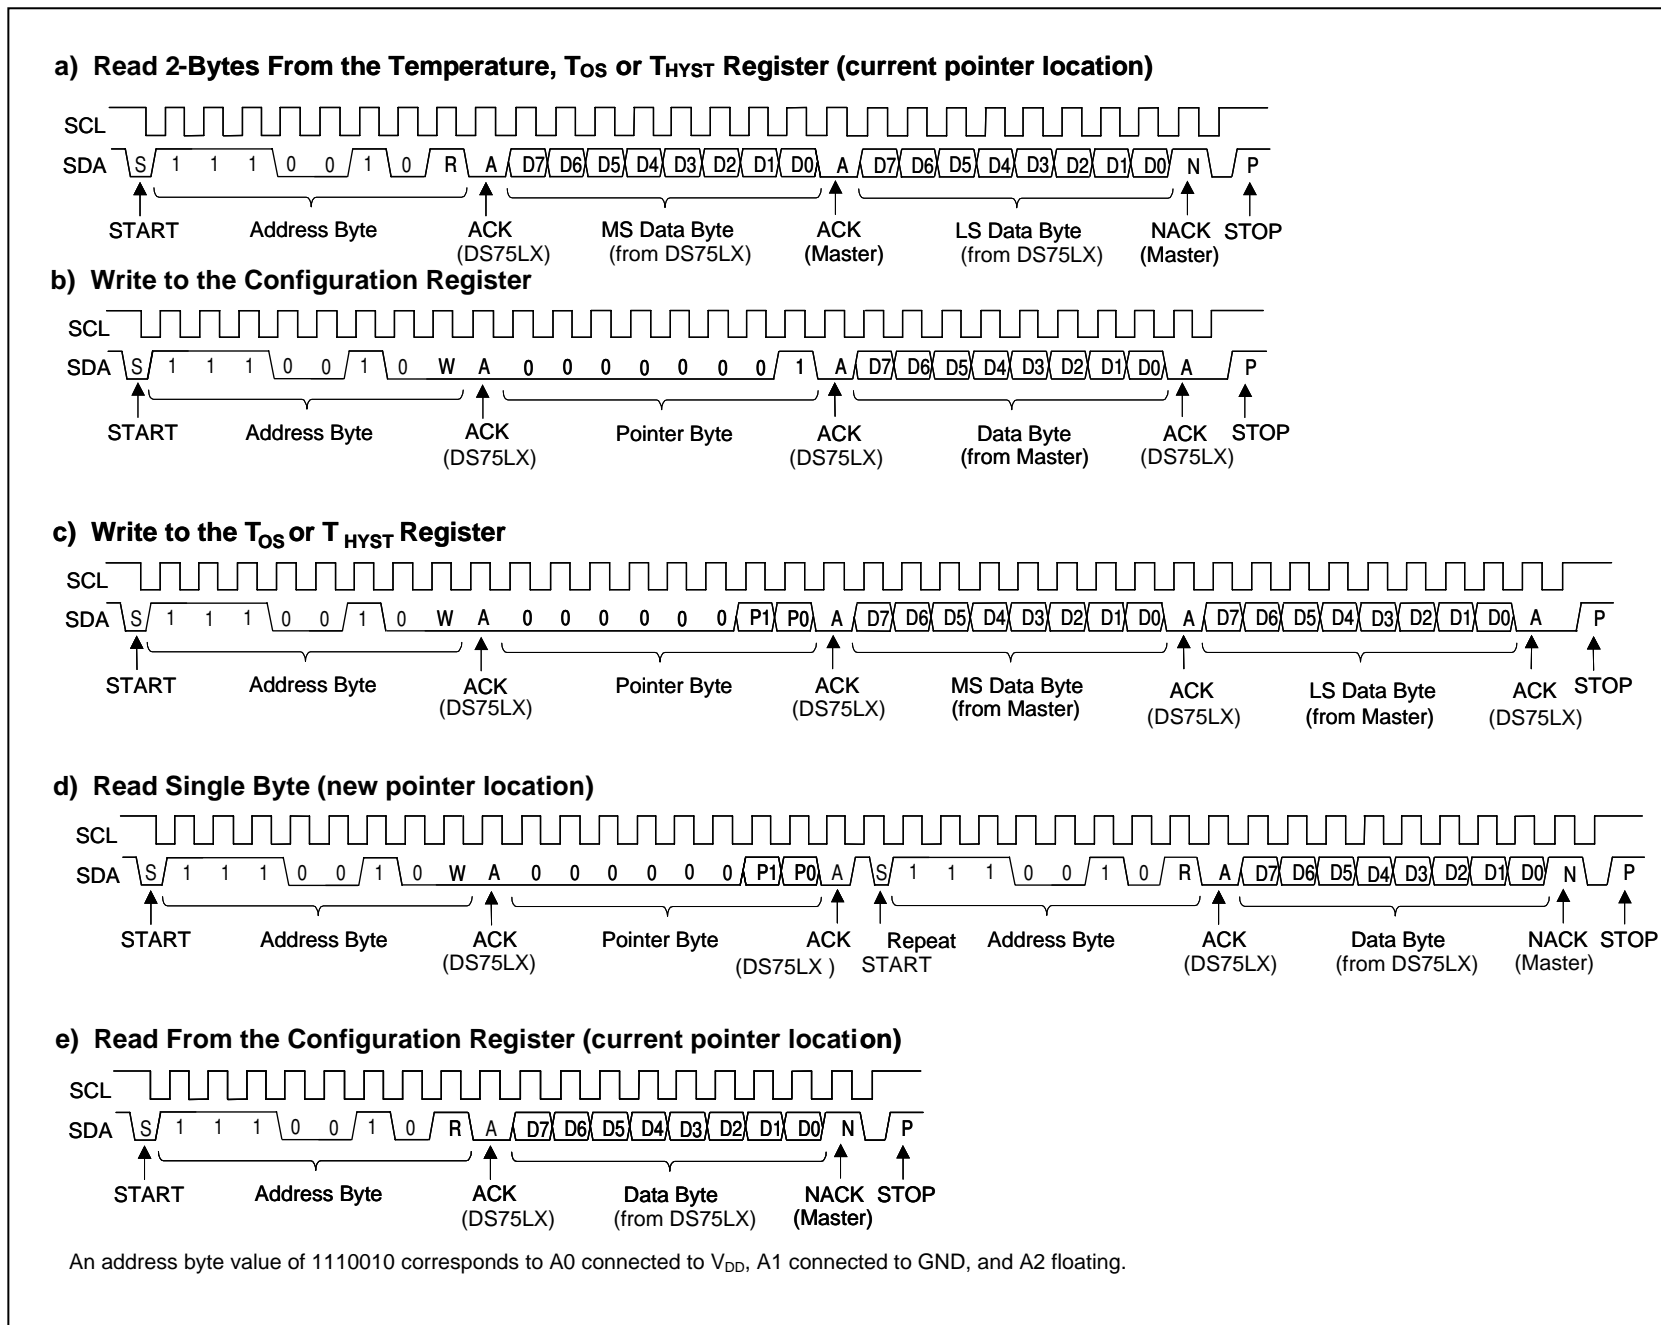 a) Read 2-Bytes From the Temperature, TOS or THYST Register (current pointer location)
SCL
SDA S 1 1 1 0 0 1 0 R A D7 D6 D5 D4 D3 D2 D1 D0 A D7 D6 D5 D4 D3 D2 D1 D0 N P
START Address Byte ACK MS Data Byte ACK LS Data Byte NACK STOP
(DS75LX) (from DS75LX) (Master) (from DS75LX) (Master)
b) Write to the Configuration Register
SCL
SDA S 1 1 1 0 0 1 0 W A 0 0 0 0 0 0 0 1 A D7 D6 D5 D4 D3 D2 D1 D0 A P
START Address Byte ACK Pointer Byte ACK Data Byte ACK STOP
(DS75LX) (DS75LX) (from Master) (DS75LX)
c) Write to the TOS or T HYST Register
SCL
SDA S 1 1 1 0 0 1 0 W A 0 0 0 0 0 0 P1 P0 A D7 D6 D5 D4 D3 D2 D1 D0 A D7 D6 D5 D4 D3 D2 D1 D0 A P
START Address Byte ACK Pointer Byte ACK MS Data Byte ACK LS Data Byte ACK STOP
(DS75LX) (DS75LX) (from Master) (DS75LX) (from Master) (DS75LX)
d) Read Single Byte (new pointer location)
SCL
SDA S 1 1 1 0 0 1 0 W A 0 0 0 0 0 0 P1 P0 A S 1 1 1 0 0 1 0 R A D7 D6 D5 D4 D3 D2 D1 D0 N P
START Address Byte ACK Pointer Byte ACK Repeat Address Byte ACK Data Byte NACK STOP
(DS75LX) (DS75LX ) START (DS75LX) (from DS75LX) (Master)
e) Read From the Configuration Register (current pointer location)
SCL
SDA S 1 1 1 0 0 1 0 R A D7 D6 D5 D4 D3 D2 D1 D0 N P
START Address Byte ACK Data Byte NACK STOP
(DS75LX) (from DS75LX) (Master)
An address byte value of 1110010 corresponds to A0 connected to VDD, A1 connected to GND, and A2 floating.